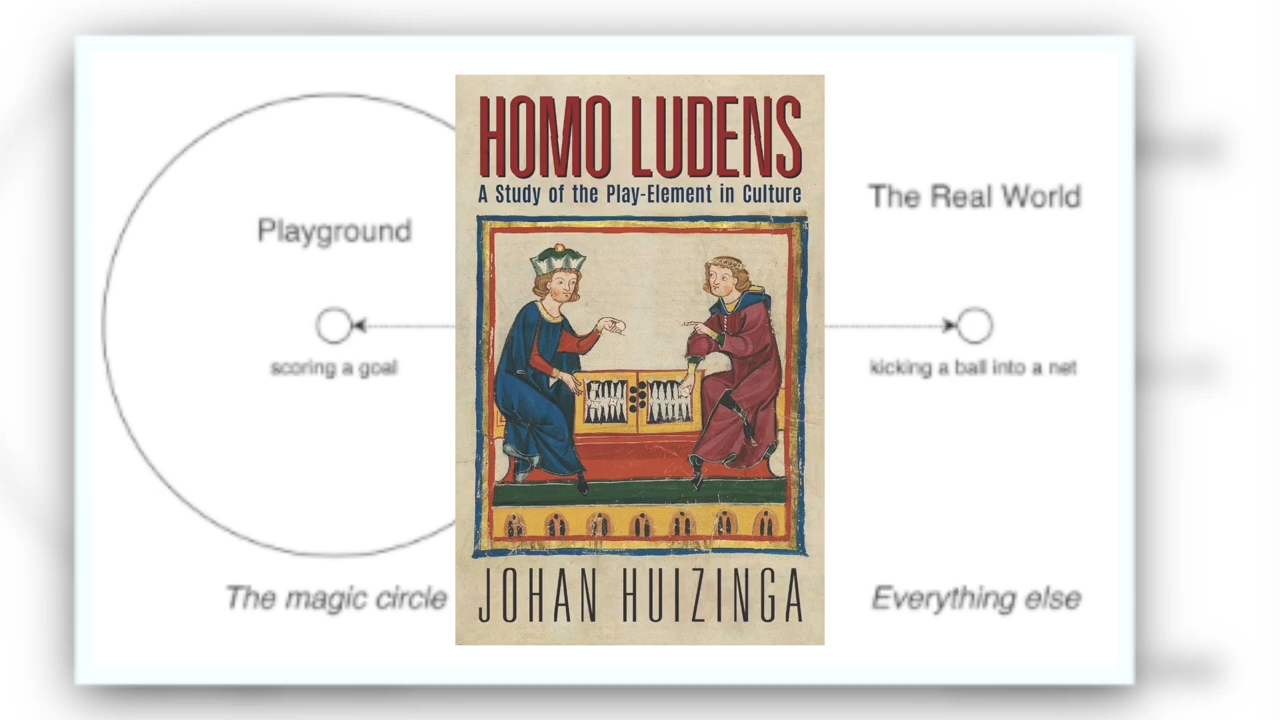 HOMO LUDENS
A Study of the Play-Element in Culture
JOHAN HUIZINGA
Playground
scoring a goal
The magic circle
The Real World
kicking a ball into a net
Everything else